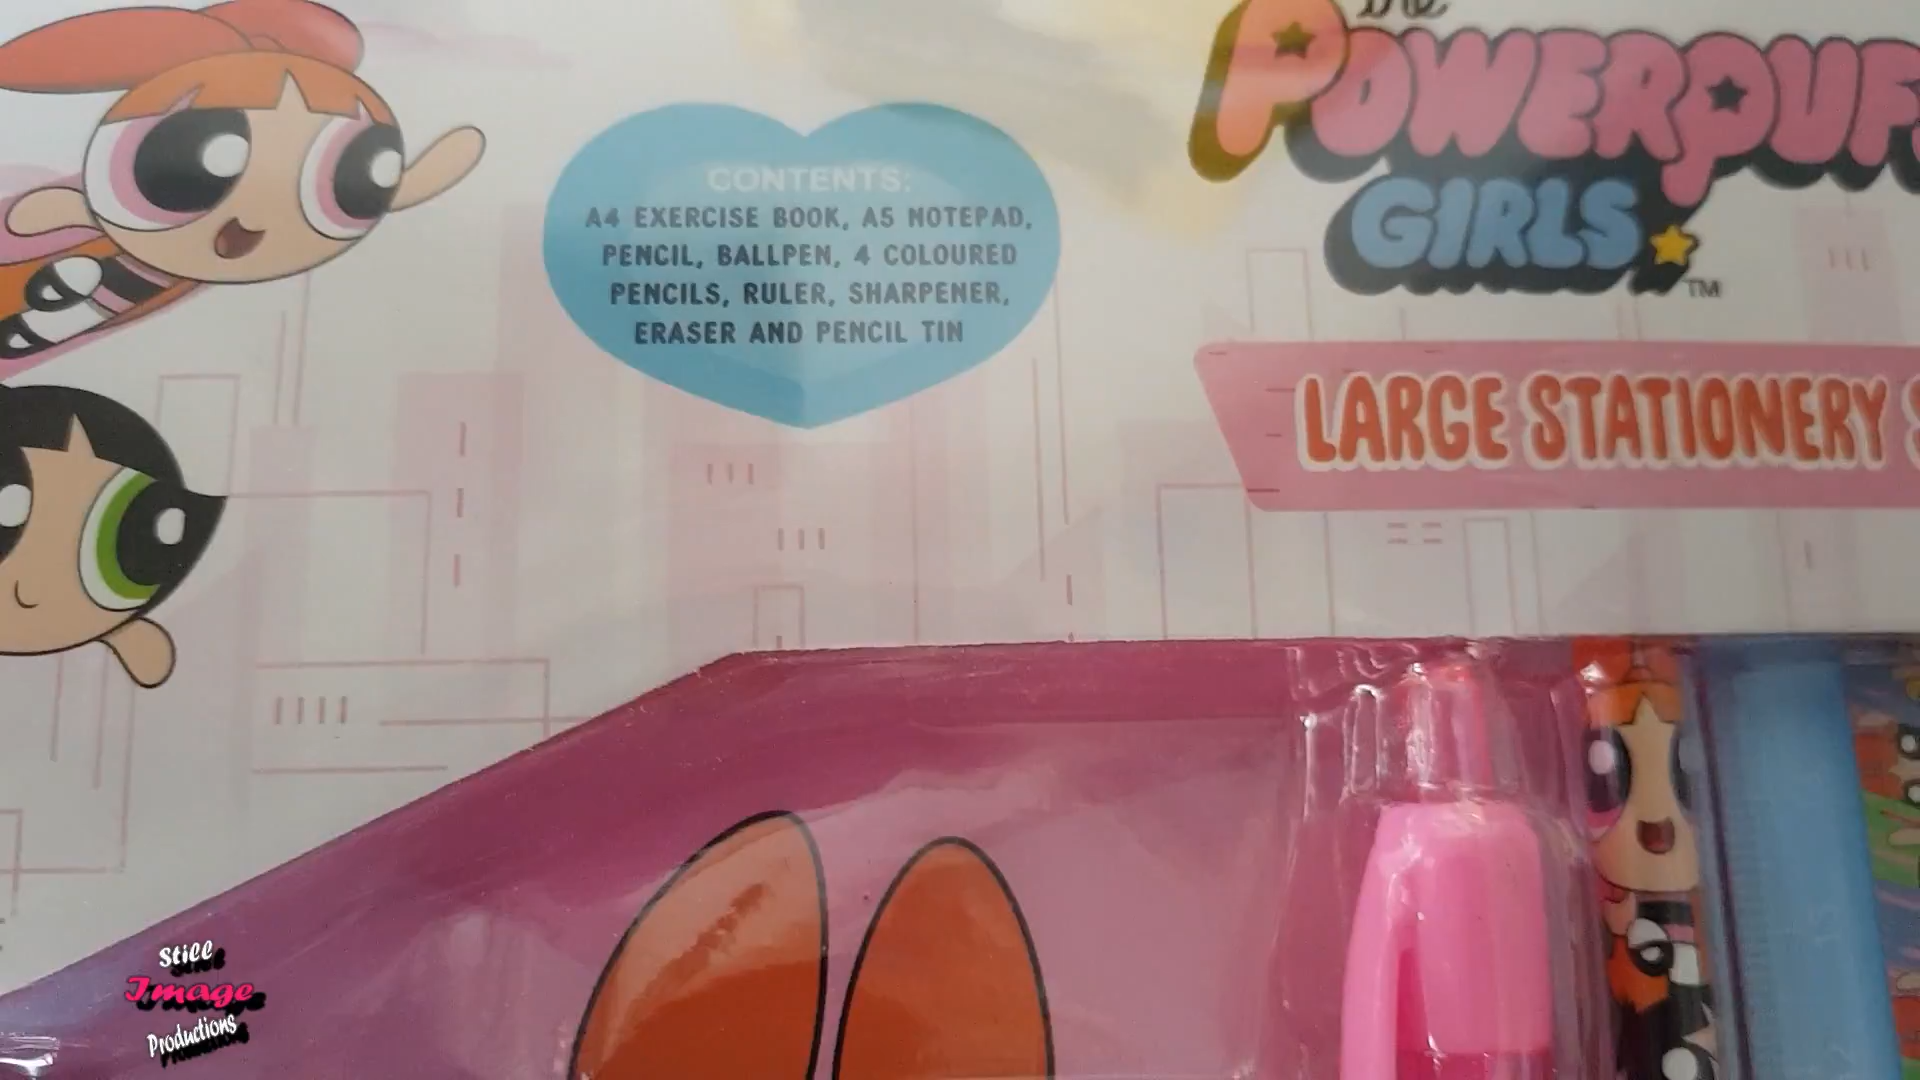 the
POWERPUFF
GIRLS
TM
CONTENTS:
A4 EXERCISE BOOK, A5 NOTEPAD,
PENCIL, BALLPEN, 4 COLOURED
PENCILS, RULER, SHARPENER,
ERASER AND PENCIL TIN
LARGE STATIONERY
Still
Image
Productions